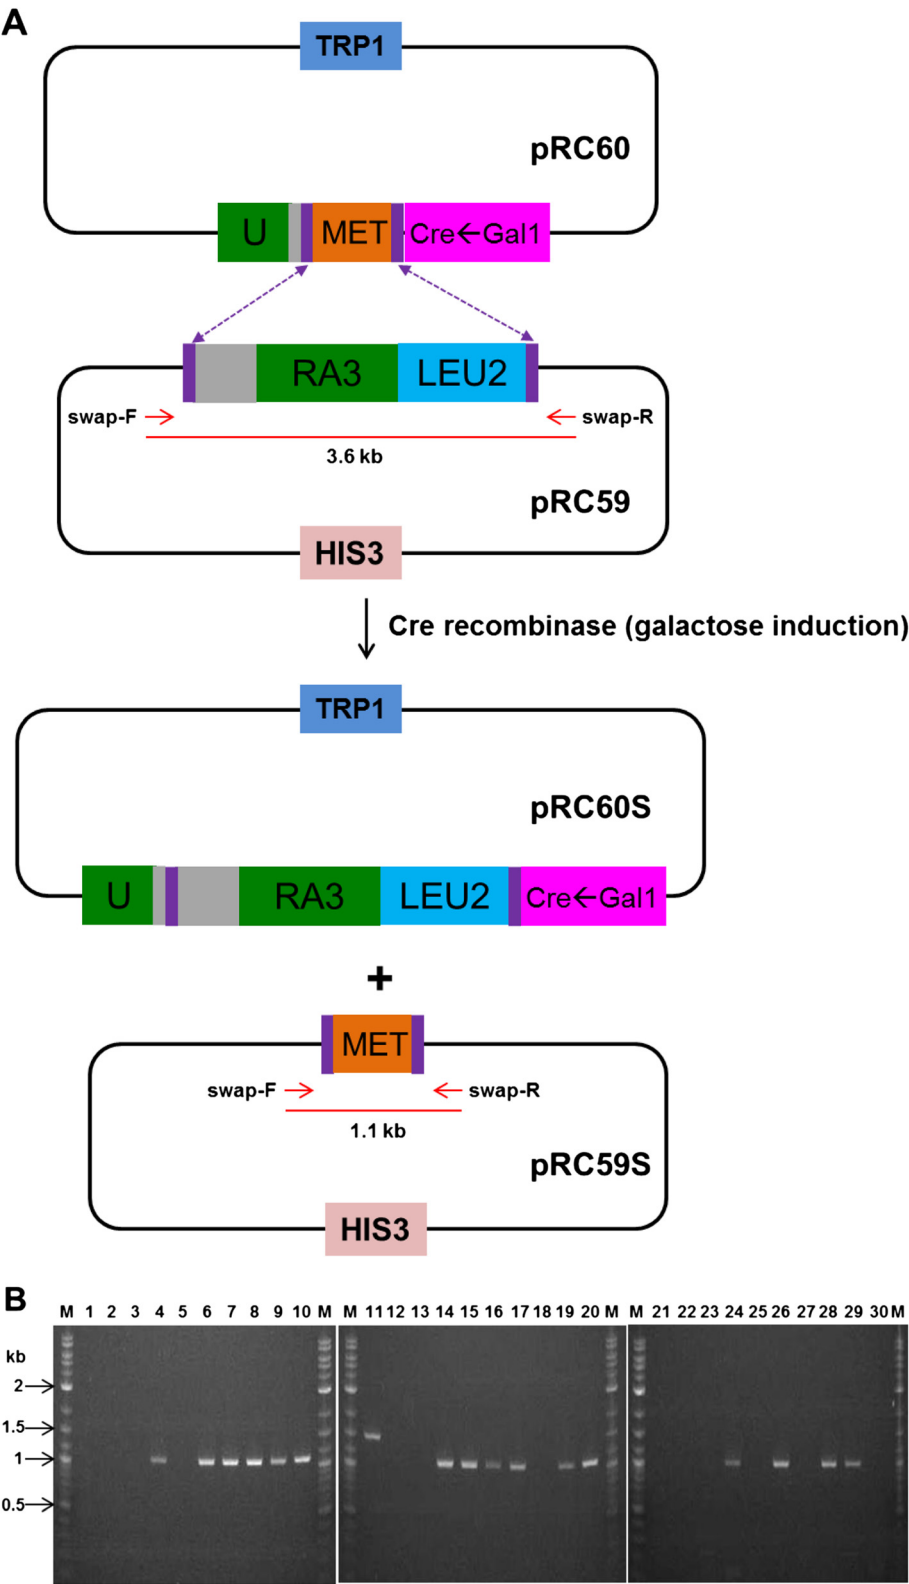 A
TRP1
pRC60
U MET Cre←Gal1
RA3 LEU2
swap-F swap-R
3.6 kb
pRC59
HIS3
Cre recombinase (galactose induction)
TRP1
pRC60S
U RA3 LEU2 Cre←Gal1
+
MET
swap-F swap-R
1.1 kb
pRC59S
HIS3
B
M 1 2 3 4 5 6 7 8 9 10 M M 11 12 13 14 15 16 17 18 19 20 M M 21 22 23 24 25 26 27 28 29 30 M
kb
2
1.5
1
0.5